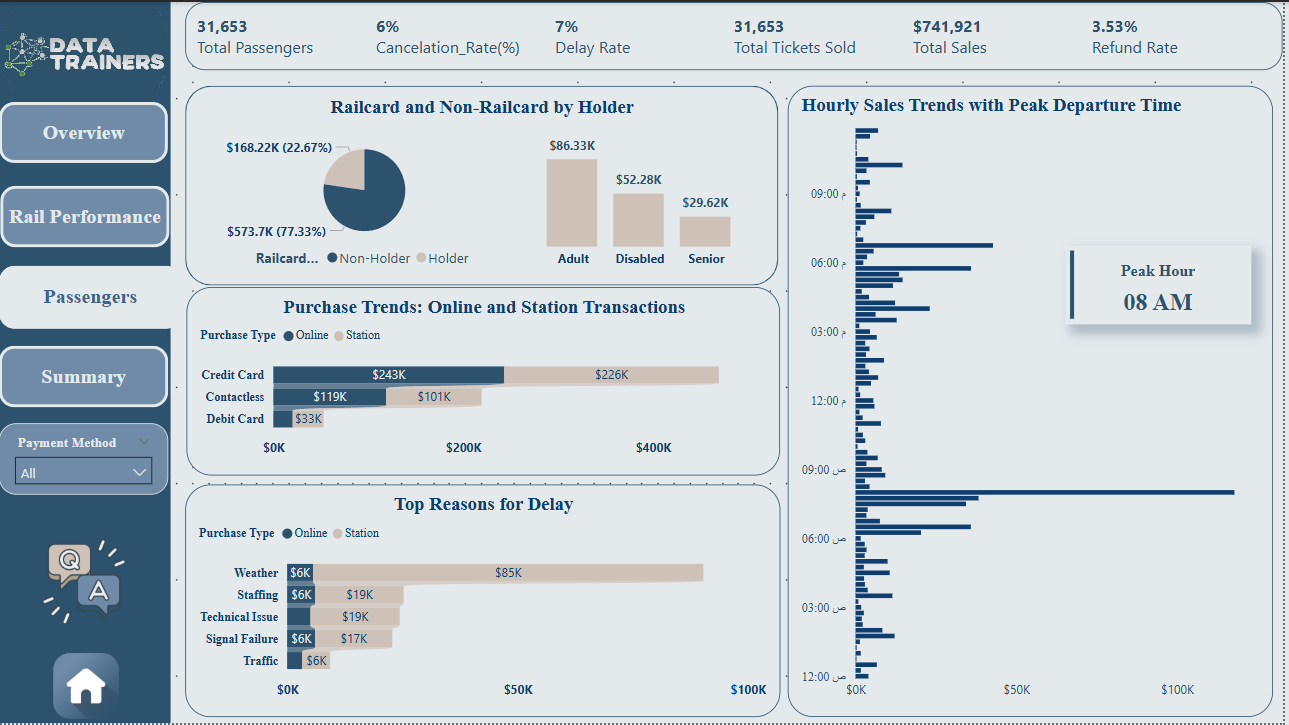 DATA
TRAINERS
Overview
Rail Performance
Passengers
Summary
Payment Method
All
Q
A
31,653
Total Passengers
6%
Cancelation_Rate(%)
7%
Delay Rate
31,653
Total Tickets Sold
$741,921
Total Sales
3.53%
Refund Rate
Railcard and Non-Railcard by Holder
$168.22K (22.67%)
$573.7K (77.33%)
Railcard... Non-Holder Holder
$86.33K
$52.28K
$29.62K
Adult Disabled Senior
Purchase Trends: Online and Station Transactions
Purchase Type Online Station
Credit Card $243K $226K
Contactless $119K $101K
Debit Card $33K
$0K $200K $400K
Top Reasons for Delay
Purchase Type Online Station
Weather $6K $85K
Staffing $6K $19K
Technical Issue $19K
Signal Failure $6K $17K
Traffic $6K
$0K $50K $100K
Hourly Sales Trends with Peak Departure Time
09:00 م
06:00 م
03:00 م
12:00 م
09:00 ص
06:00 ص
03:00 ص
12:00 ص
$0K $50K $100K
Peak Hour
08 AM